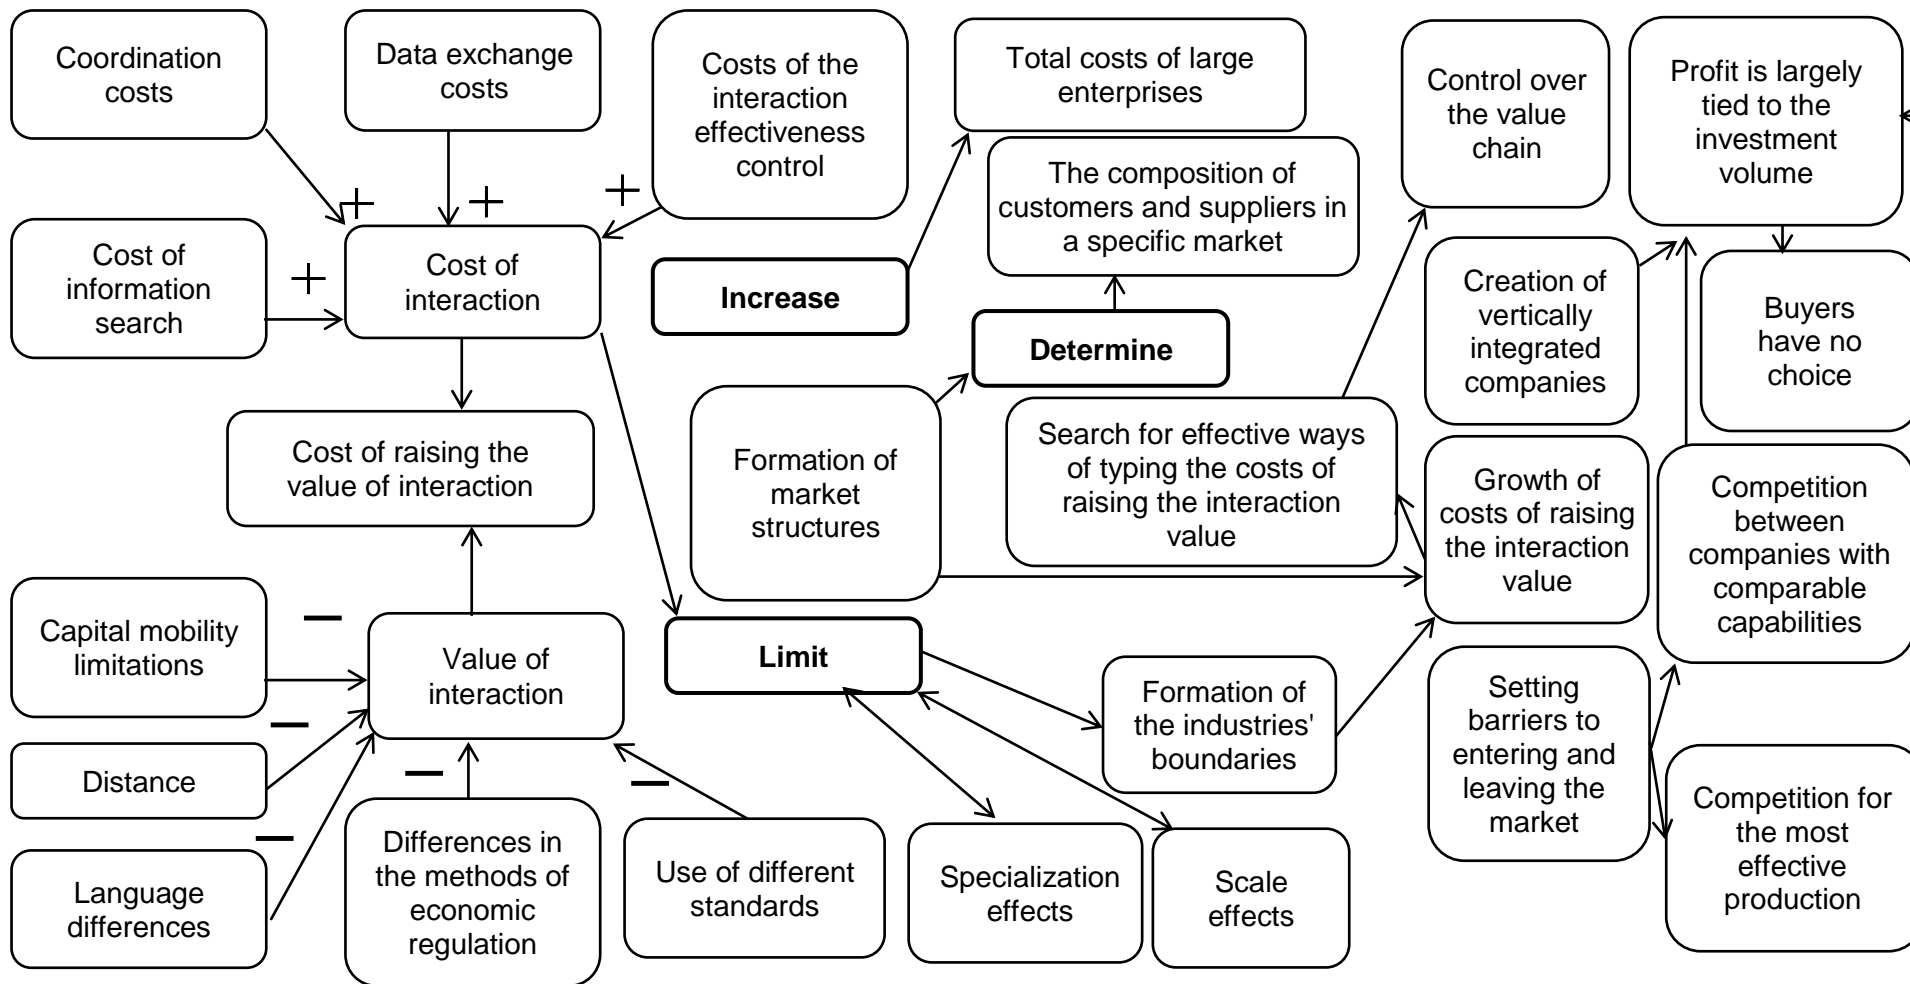 Coordination
costs
Data exchange
costs
Costs of the
interaction
effectiveness
control
Total costs of large
enterprises
Control over
the value
chain
Profit is largely
tied to the
investment
volume
The composition of
customers and suppliers in
a specific market
+
+
+
Cost of
information
search
+
Cost of
interaction
Increase
Determine
Creation of
vertically
integrated
companies
Buyers
have no
choice
Cost of raising the
value of interaction
Formation of
market
structures
Search for effective ways
of typing the costs of
raising the interaction
value
Growth of
costs of raising
the interaction
value
Competition
between
companies with
comparable
capabilities
Capital mobility
limitations
–
Value of
interaction
Limit
Formation of
the industries'
boundaries
Setting
barriers to
entering and
leaving the
market
Distance
–
Language
differences
–
–
Differences in
the methods of
economic
regulation
–
Use of different
standards
Specialization
effects
Scale
effects
Competition for
the most
effective
production